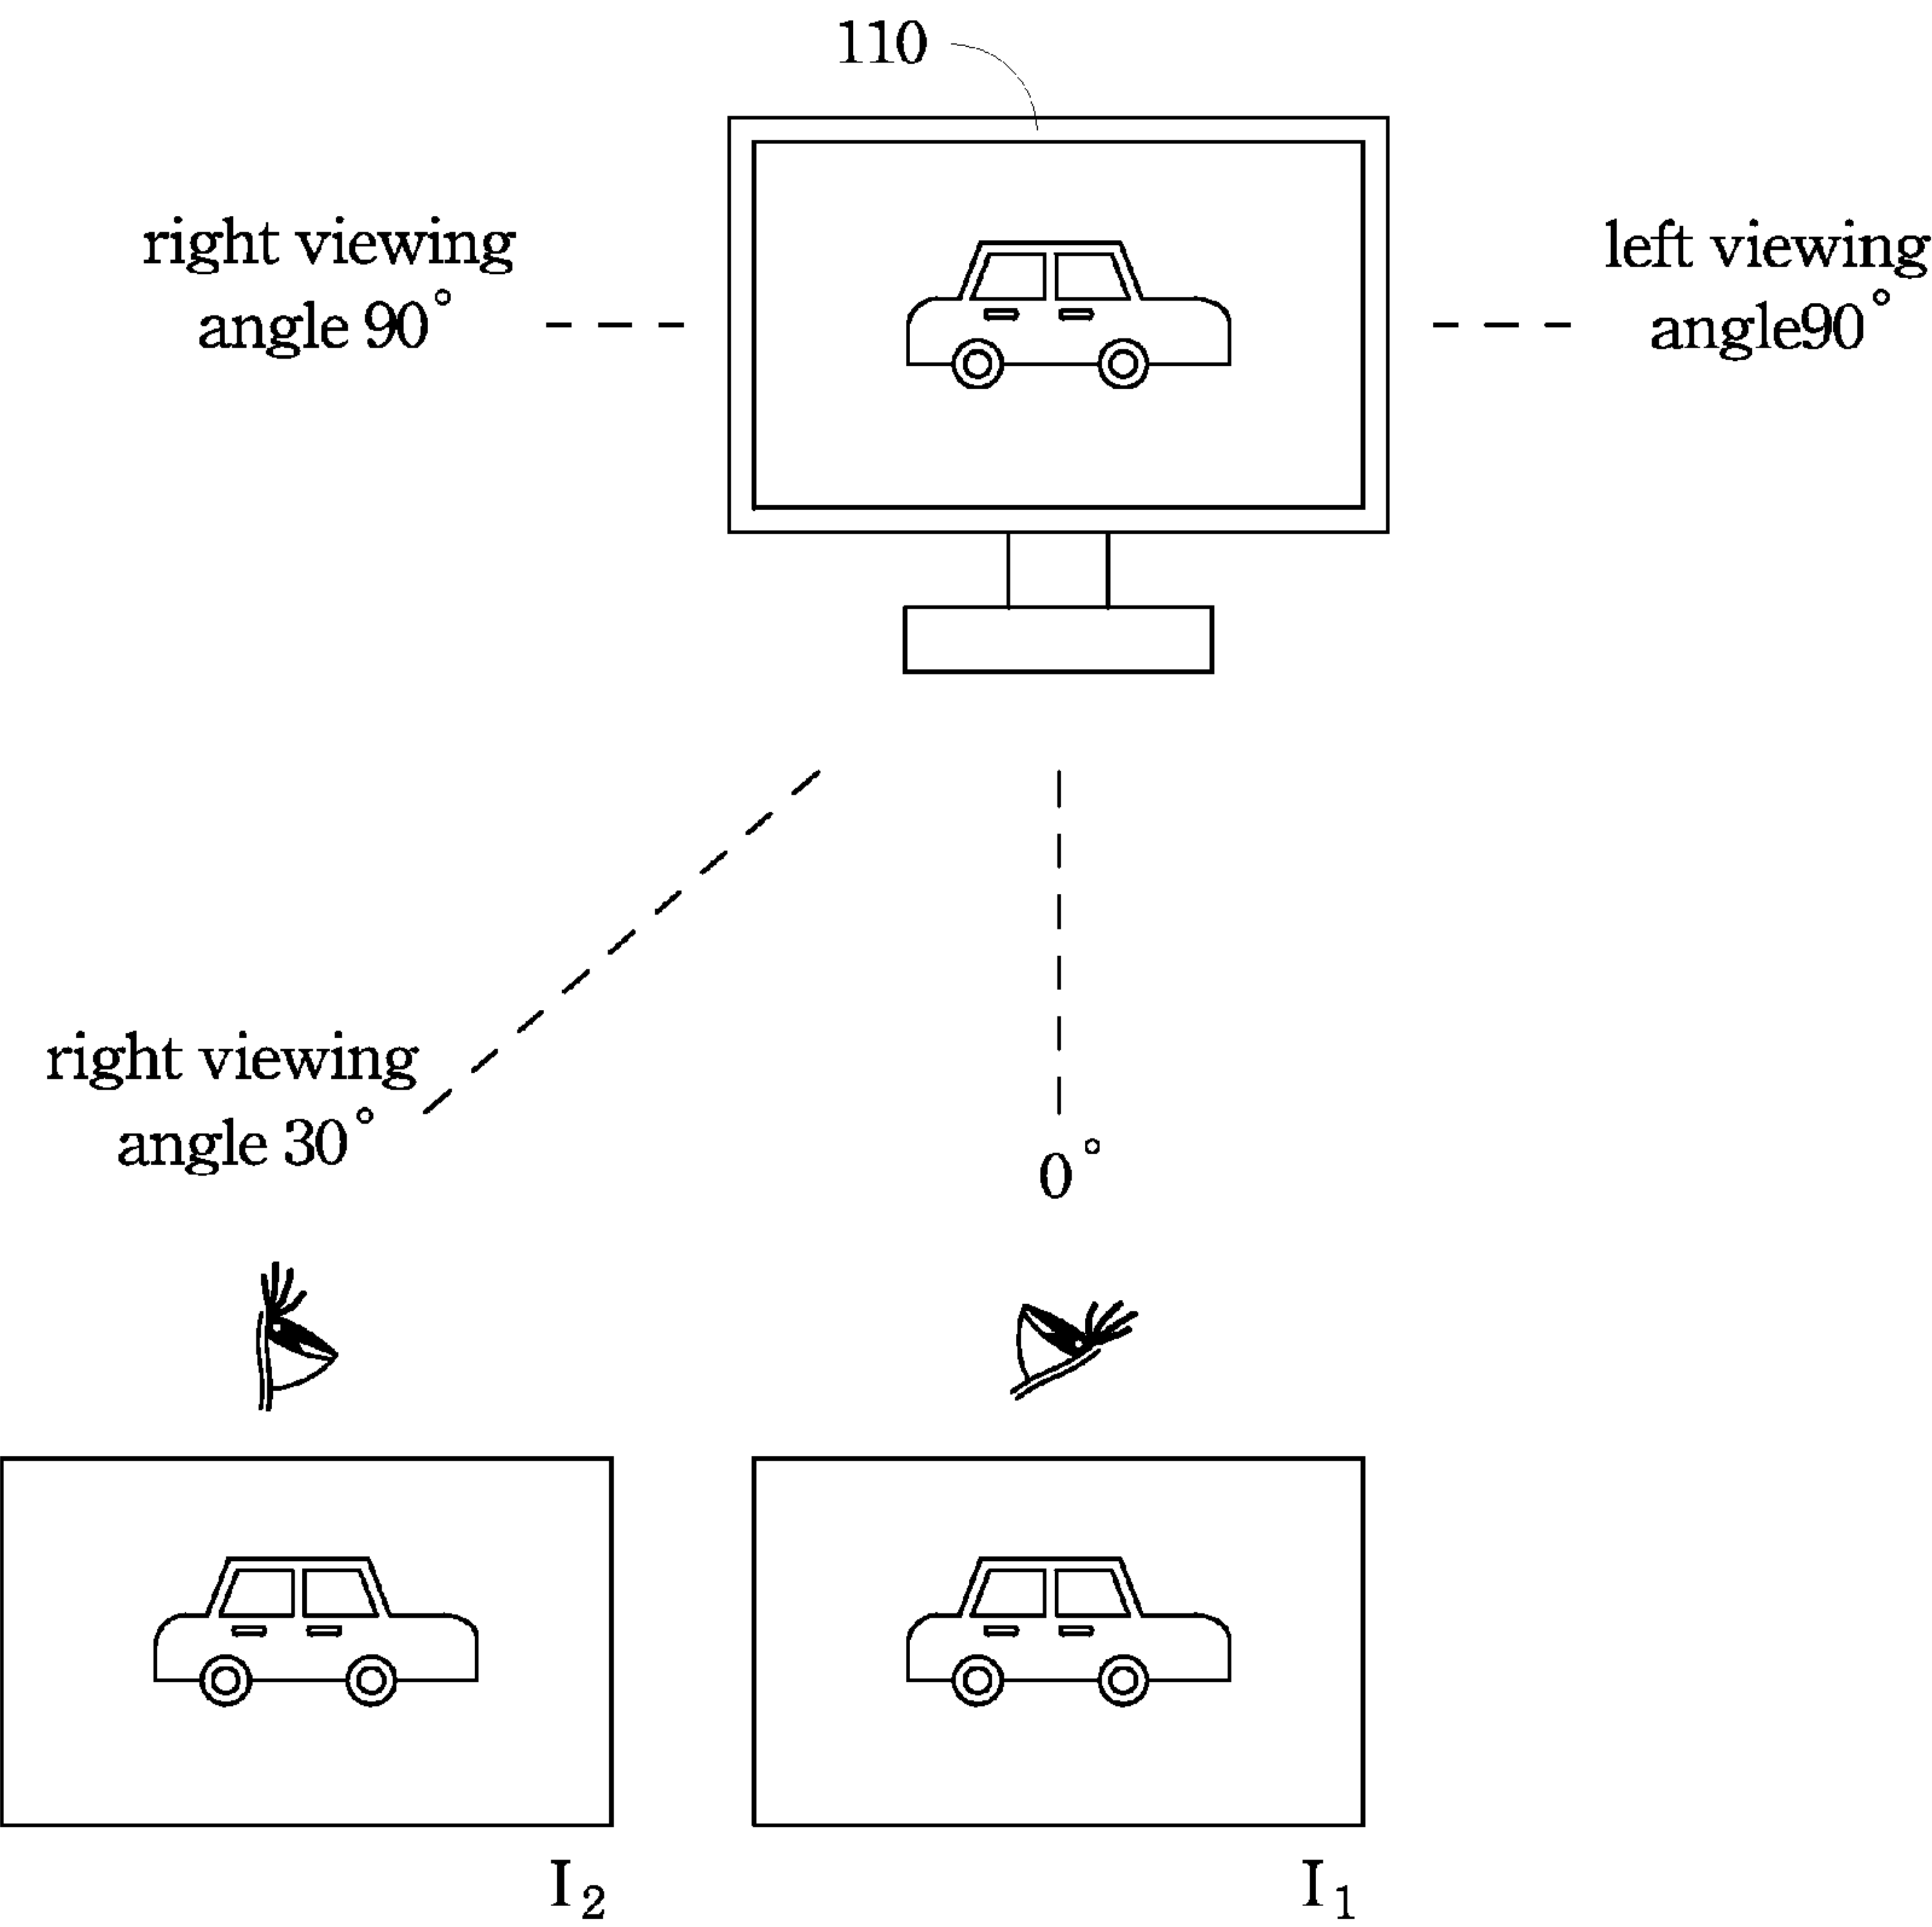 110
right viewing
angle 90°
left viewing
angle90°
right viewing
angle 30°
0°
I2
I1